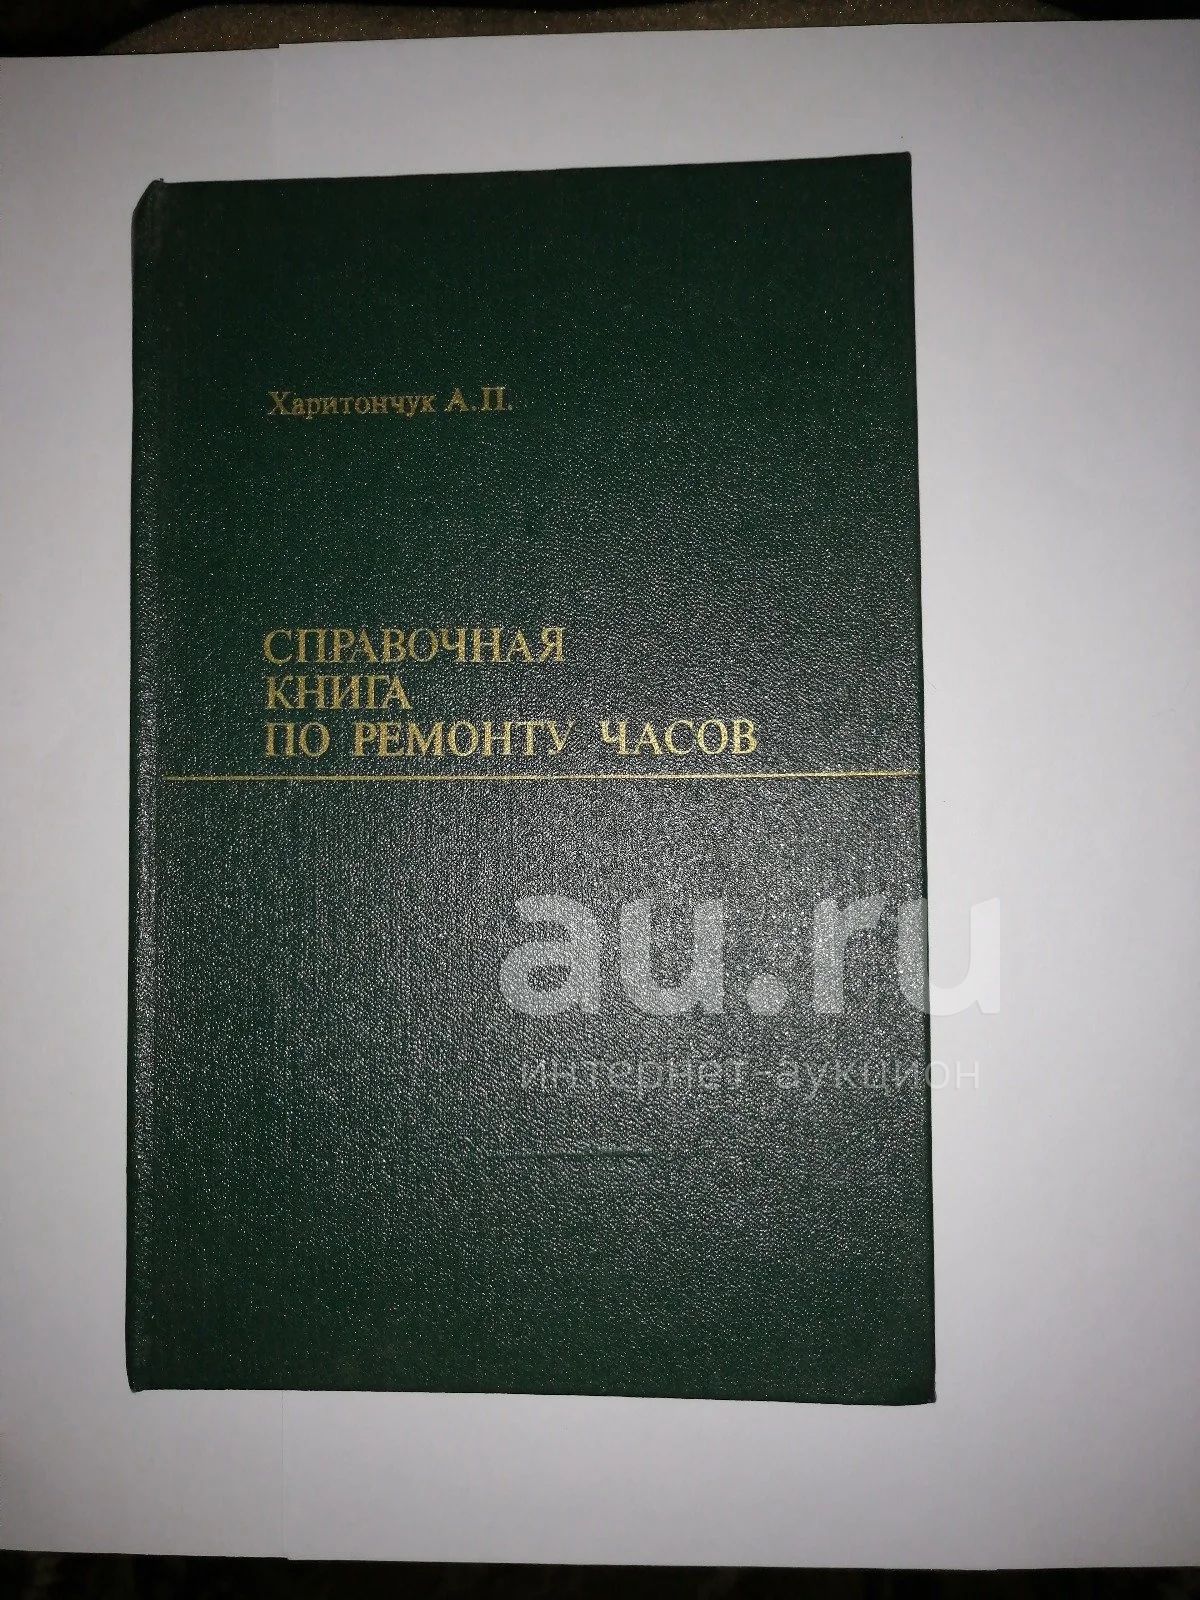 Харитончук А.П.
СПРАВОЧНАЯ
КНИГА
ПО РЕМОНТУ ЧАСОВ
au.ru
интернет-аукцион